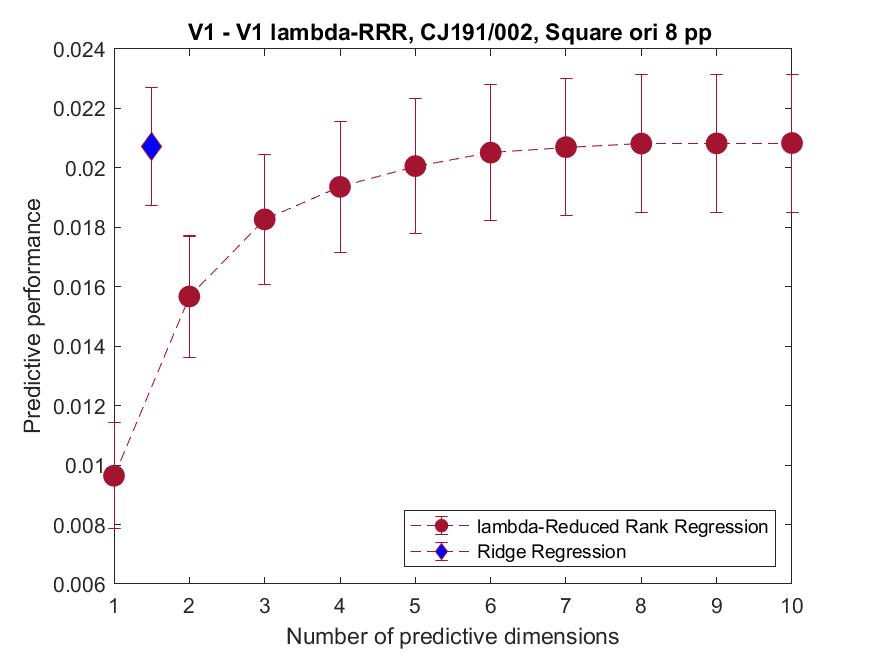 V1 - V1 lambda-RRR, CJ191/002, Square ori 8 pp
0.024
0.022
0.02
0.018
0.016
0.014
0.012
0.01
0.008
0.006
Predictive performance
lambda-Reduced Rank Regression
Ridge Regression
1 2 3 4 5 6 7 8 9 10
Number of predictive dimensions